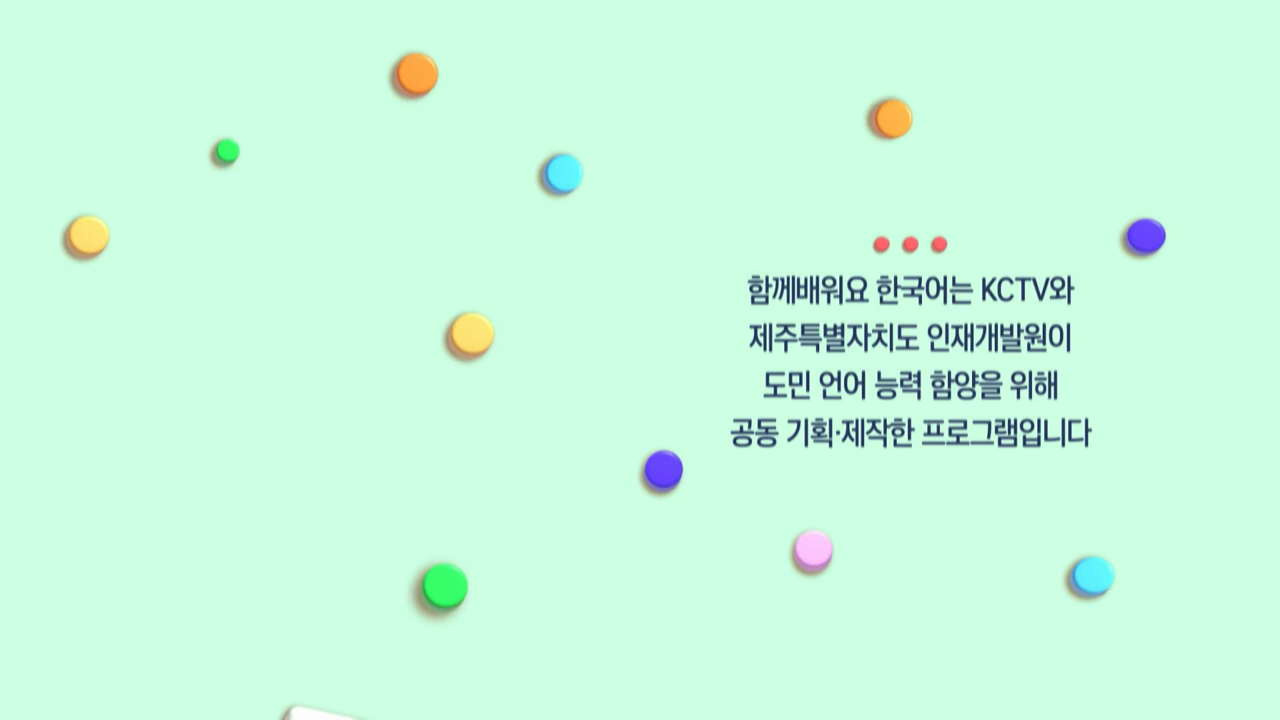 함께배워요 한국어는 KCTV와
제주특별자치도 인재개발원이
도민 언어 능력 함양을 위해
공동 기획·제작한 프로그램입니다